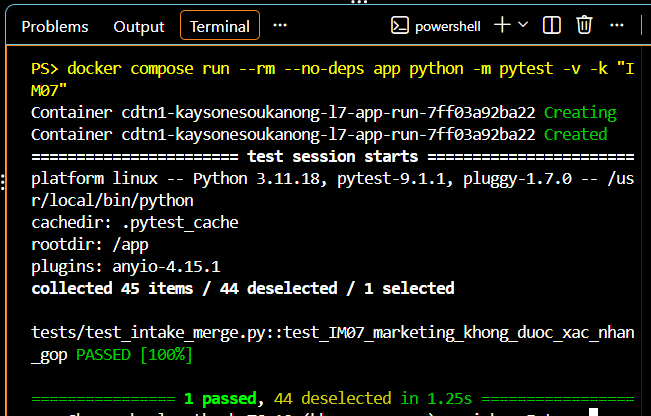 Problems Output Terminal ··· powershell ···
PS> docker compose run --rm --no-deps app python -m pytest -v -k "I
M07"
Container cdtn1-kaysonesoukanong-l7-app-run-7ff03a92ba22 Creating
Container cdtn1-kaysonesoukanong-l7-app-run-7ff03a92ba22 Created
======================= test session starts =======================
platform linux -- Python 3.11.18, pytest-9.1.1, pluggy-1.7.0 -- /us
r/local/bin/python
cachedir: .pytest_cache
rootdir: /app
plugins: anyio-4.15.1
collected 45 items / 44 deselected / 1 selected
tests/test_intake_merge.py::test_IM07_marketing_khong_duoc_xac_nhan
_gop PASSED [100%]
================ 1 passed, 44 deselected in 1.25s =================